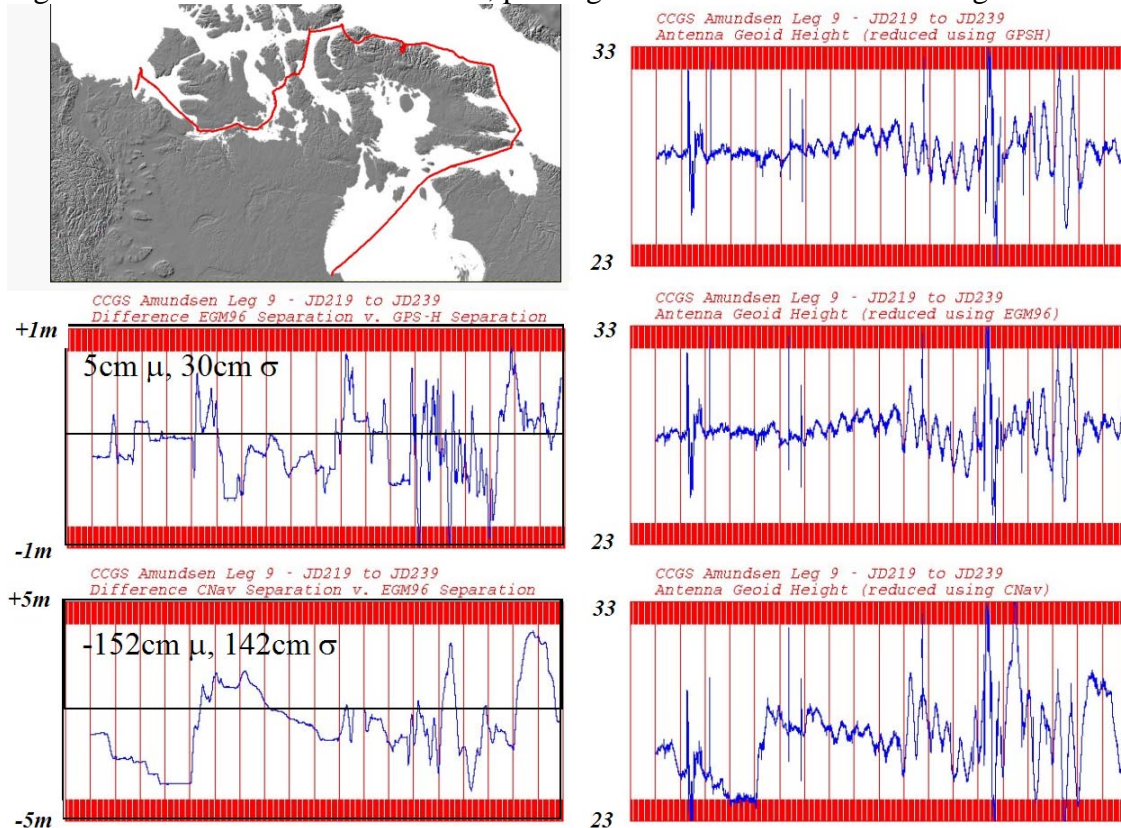 CCGS Amundsen Leg 9 - JD219 to JD239
Antenna Geoid Height (reduced using GPSH)
33
23
CCGS Amundsen Leg 9 - JD219 to JD239
Difference EGM96 Separation v. GPS-H Separation
+1m
5cm μ, 30cm σ
-1m
CCGS Amundsen Leg 9 - JD219 to JD239
Antenna Geoid Height (reduced using EGM96)
33
23
CCGS Amundsen Leg 9 - JD219 to JD239
Difference CNav Separation v. EGM96 Separation
+5m
-152cm μ, 142cm σ
-5m
CCGS Amundsen Leg 9 - JD219 to JD239
Antenna Geoid Height (reduced using CNav)
33
23